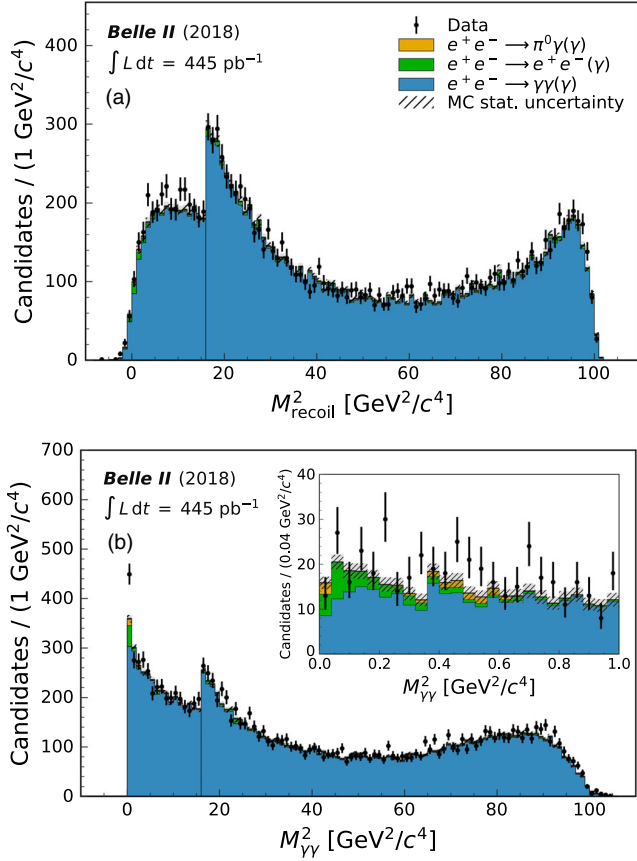 Belle II (2018)
∫ L dt = 445 pb⁻¹
(a)
Data
e⁺e⁻ → π⁰γ(γ)
e⁺e⁻ → e⁺e⁻(γ)
e⁺e⁻ → γγ(γ)
MC stat. uncertainty
Candidates / (1 GeV²/c⁴)
400
300
200
100
0
0 20 40 60 80 100
M²recoil [GeV²/c⁴]
Belle II (2018)
∫ L dt = 445 pb⁻¹
(b)
Candidates / (1 GeV²/c⁴)
700
600
500
400
300
200
100
0
0 20 40 60 80 100
M²γγ [GeV²/c⁴]
Candidates / (0.04 GeV²/c⁴)
40
30
20
10
0
0.0 0.2 0.4 0.6 0.8 1.0
M²γγ [GeV²/c⁴]